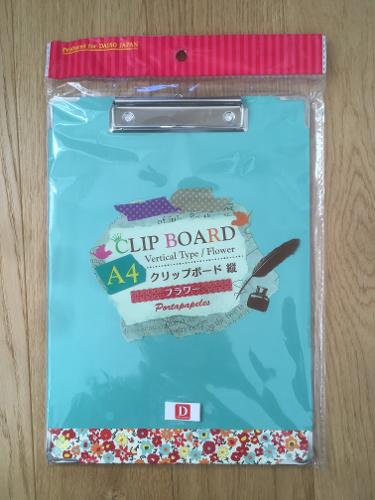 Produced for DAISO JAPAN
CLIP BOARD
Vertical Type / Flower
A4
クリップボード 縦
フラワー
Portapapeles
D